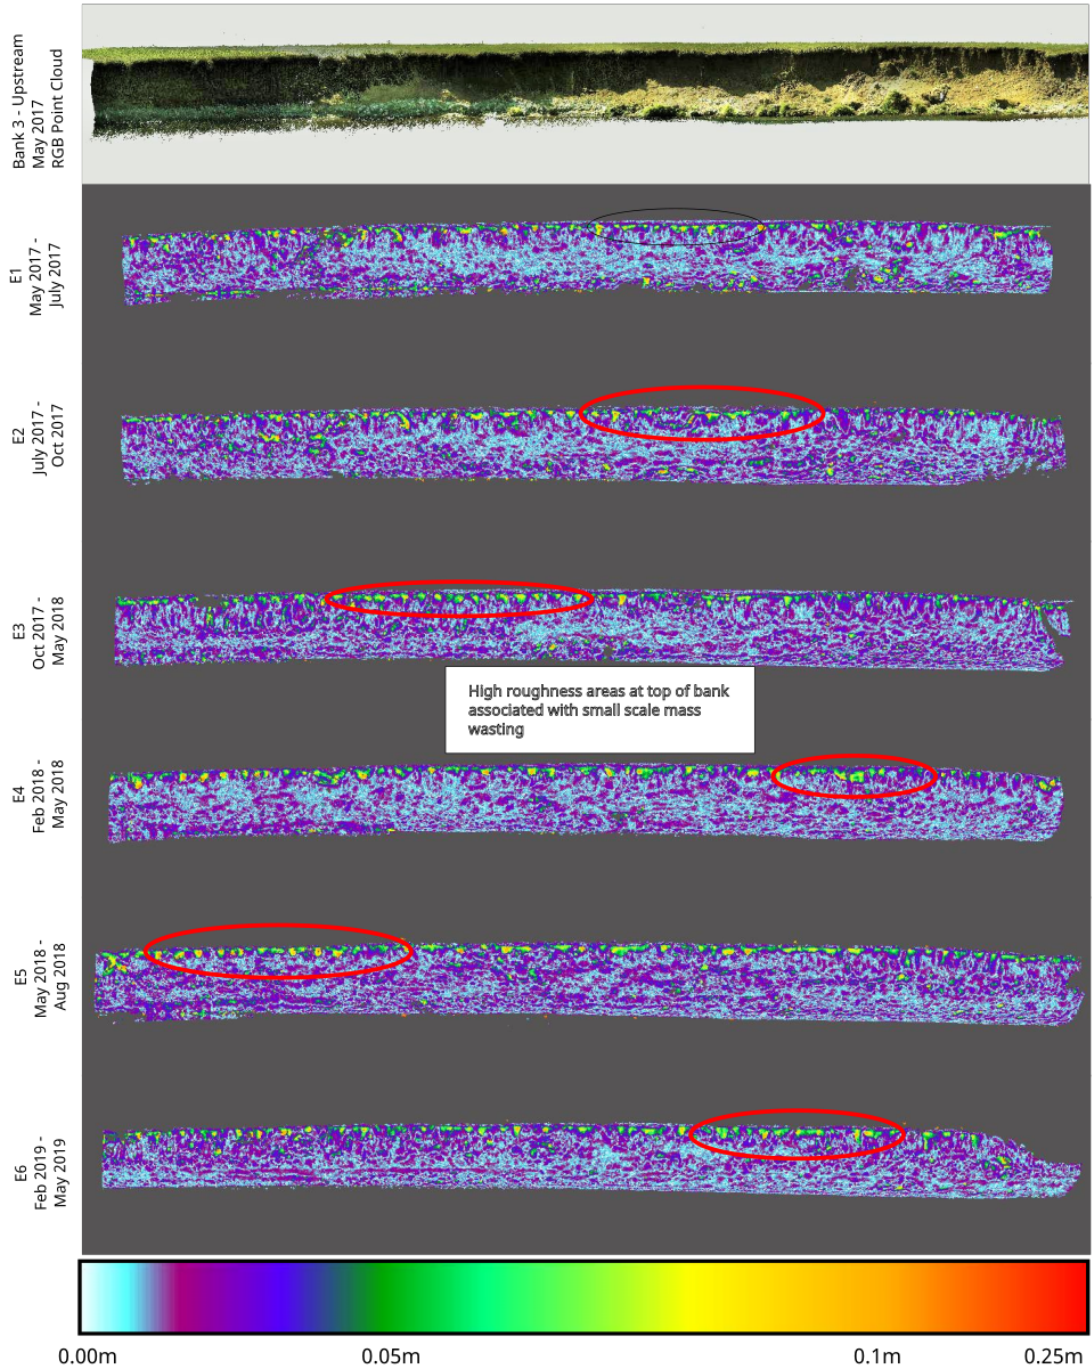 Bank 3 - Upstream
May 2017
RGB Point Cloud
E1
May 2017 -
July 2017
E2
July 2017 -
Oct 2017
E3
Oct 2017 -
May 2018
High roughness areas at top of bank
associated with small scale mass
wasting
E4
Feb 2018 -
May 2018
E5
May 2018 -
Aug 2018
E6
Feb 2019 -
May 2019
0.00m
0.05m
0.1m
0.25m